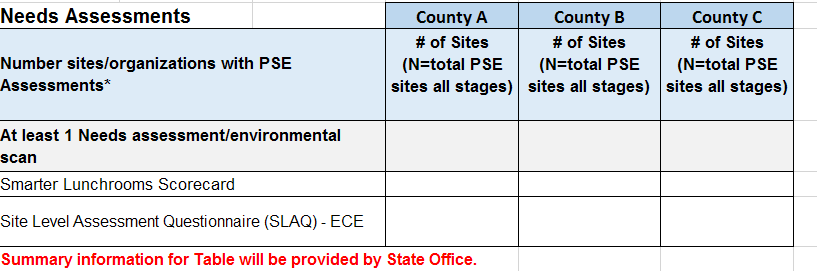 Needs Assessments County A County B County C
Number sites/organizations with PSE
Assessments*
# of Sites
(N=total PSE
sites all stages)
# of Sites
(N=total PSE
sites all stages)
# of Sites
(N=total PSE
sites all stages)
At least 1 Needs assessment/environmental
scan
Smarter Lunchrooms Scorecard
Site Level Assessment Questionnaire (SLAQ) - ECE
Summary information for Table will be provided by State Office.